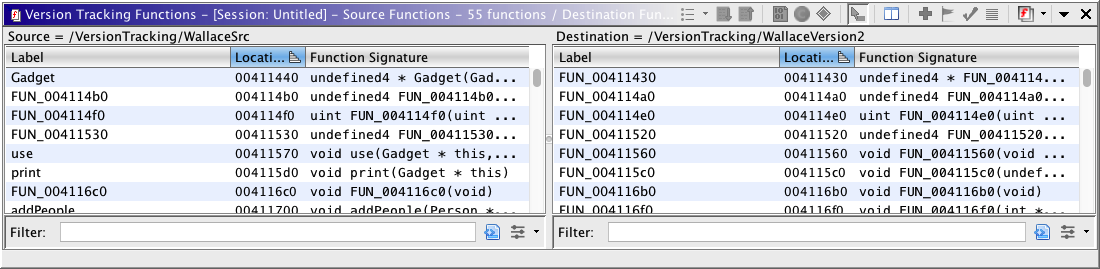 Version Tracking Functions – [Session: Untitled] – Source Functions – 55 functions / Destination Fun...
Source = /VersionTracking/WallaceSrc
Label Locati... Function Signature
Gadget 00411440 undefined4 * Gadget(Gad...
FUN_004114b0 004114b0 undefined4 FUN_004114b0...
FUN_004114f0 004114f0 uint FUN_004114f0(uint ...
FUN_00411530 00411530 undefined4 FUN_00411530...
use 00411570 void use(Gadget * this,...
print 004115d0 void print(Gadget * this)
FUN_004116c0 004116c0 void FUN_004116c0(void)
addPeople 00411700 void addPeople(Person *...
Filter:
Destination = /VersionTracking/WallaceVersion2
Label Locati... Function Signature
FUN_00411430 00411430 undefined4 * FUN_004114...
FUN_004114a0 004114a0 undefined4 FUN_004114a0...
FUN_004114e0 004114e0 uint FUN_004114e0(uint ...
FUN_00411520 00411520 undefined4 FUN_00411520...
FUN_00411560 00411560 void FUN_00411560(void ...
FUN_004115c0 004115c0 void FUN_004115c0(undef...
FUN_004116b0 004116b0 void FUN_004116b0(void)
FUN_004116f0 004116f0 void FUN_004116f0(int *...
Filter: